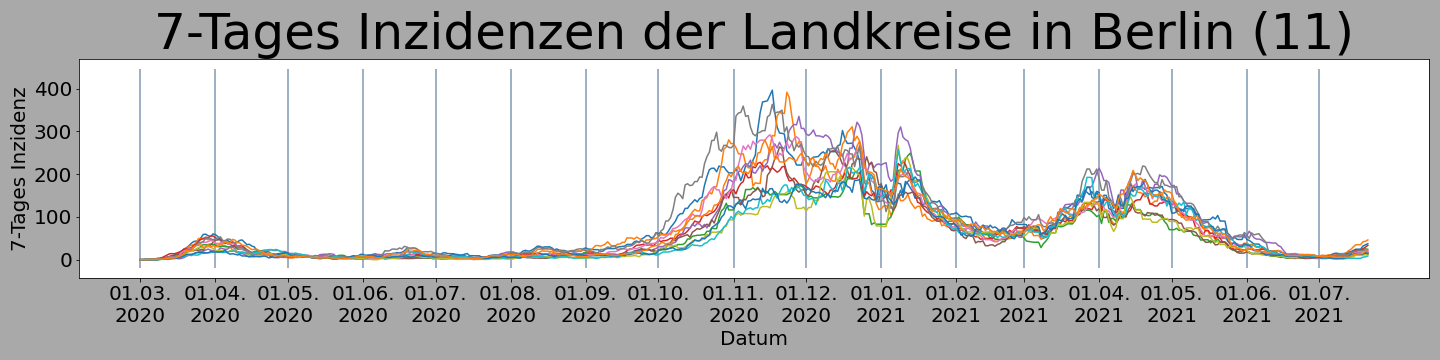 7-Tages Inzidenzen der Landkreise in Berlin (11)
7-Tages Inzidenz
400
300
200
100
0
01.03. 01.04. 01.05. 01.06. 01.07. 01.08. 01.09. 01.10. 01.11. 01.12. 01.01. 01.02. 01.03. 01.04. 01.05. 01.06. 01.07.
2020 2020 2020 2020 2020 2020 2020 2020 2020 2020 2021 2021 2021 2021 2021 2021 2021
Datum